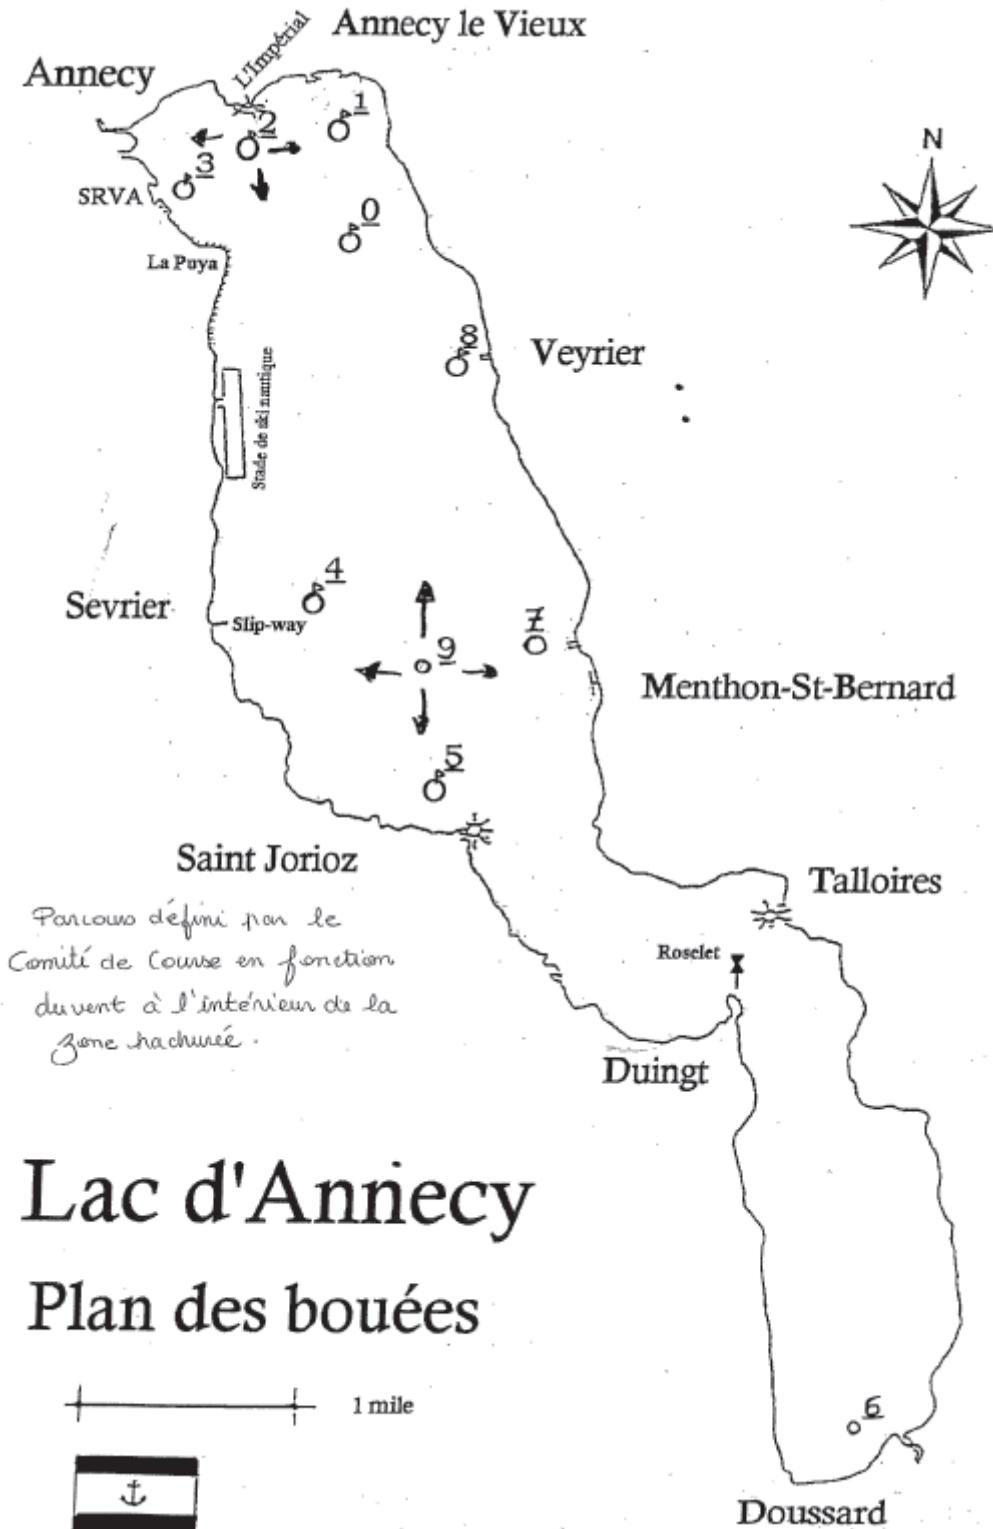 L'Impérial
Annecy le Vieux
Annecy
1
2
3
SRVA
0
La Puya
N
8
Veyrier
Stade de ski nautique
4
Sevrier
Slip-way
7
9
Menthon-St-Bernard
5
Saint Jorioz
Talloires
Parcours défini par le
Comité de Course en fonction
du vent à l'intérieur de la
zone hachurée.
Roselet
Duingt
Lac d'Annecy
Plan des bouées
1 mile
6
Doussard